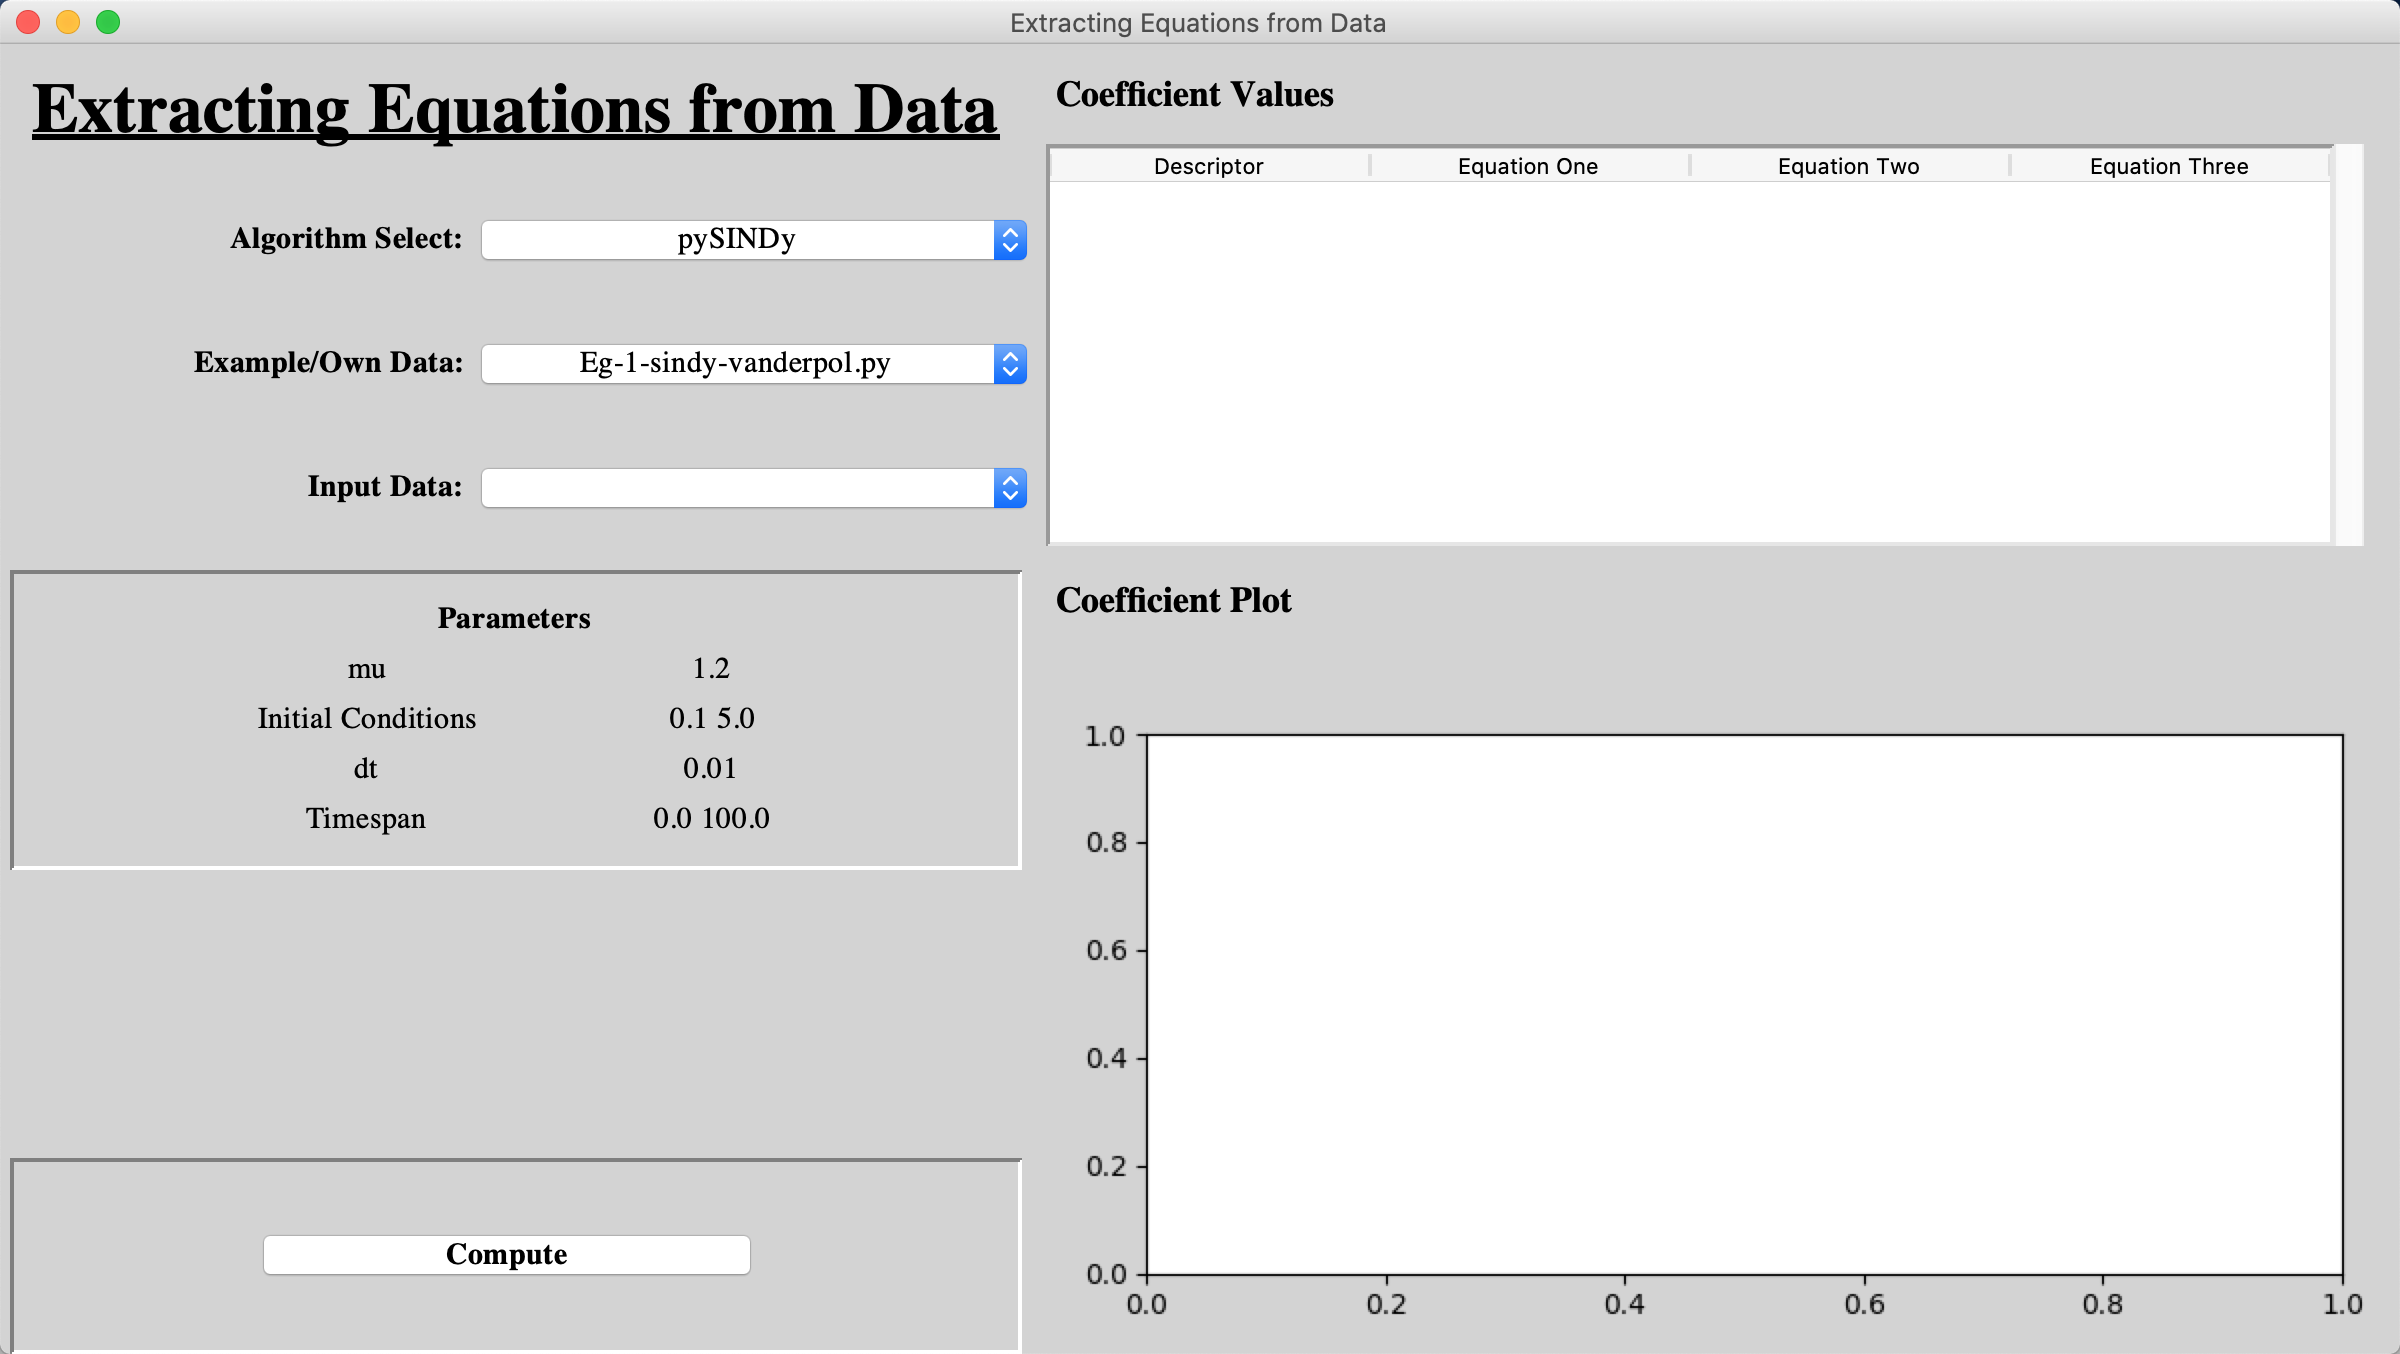 Extracting Equations from Data
Extracting Equations from Data
Algorithm Select: pySINDy
Example/Own Data: Eg-1-sindy-vanderpol.py
Input Data:
Parameters
mu 1.2
Initial Conditions 0.1 5.0
dt 0.01
Timespan 0.0 100.0
Compute
Coefficient Values
Descriptor Equation One Equation Two Equation Three
Coefficient Plot
1.0
0.8
0.6
0.4
0.2
0.0
0.0 0.2 0.4 0.6 0.8 1.0